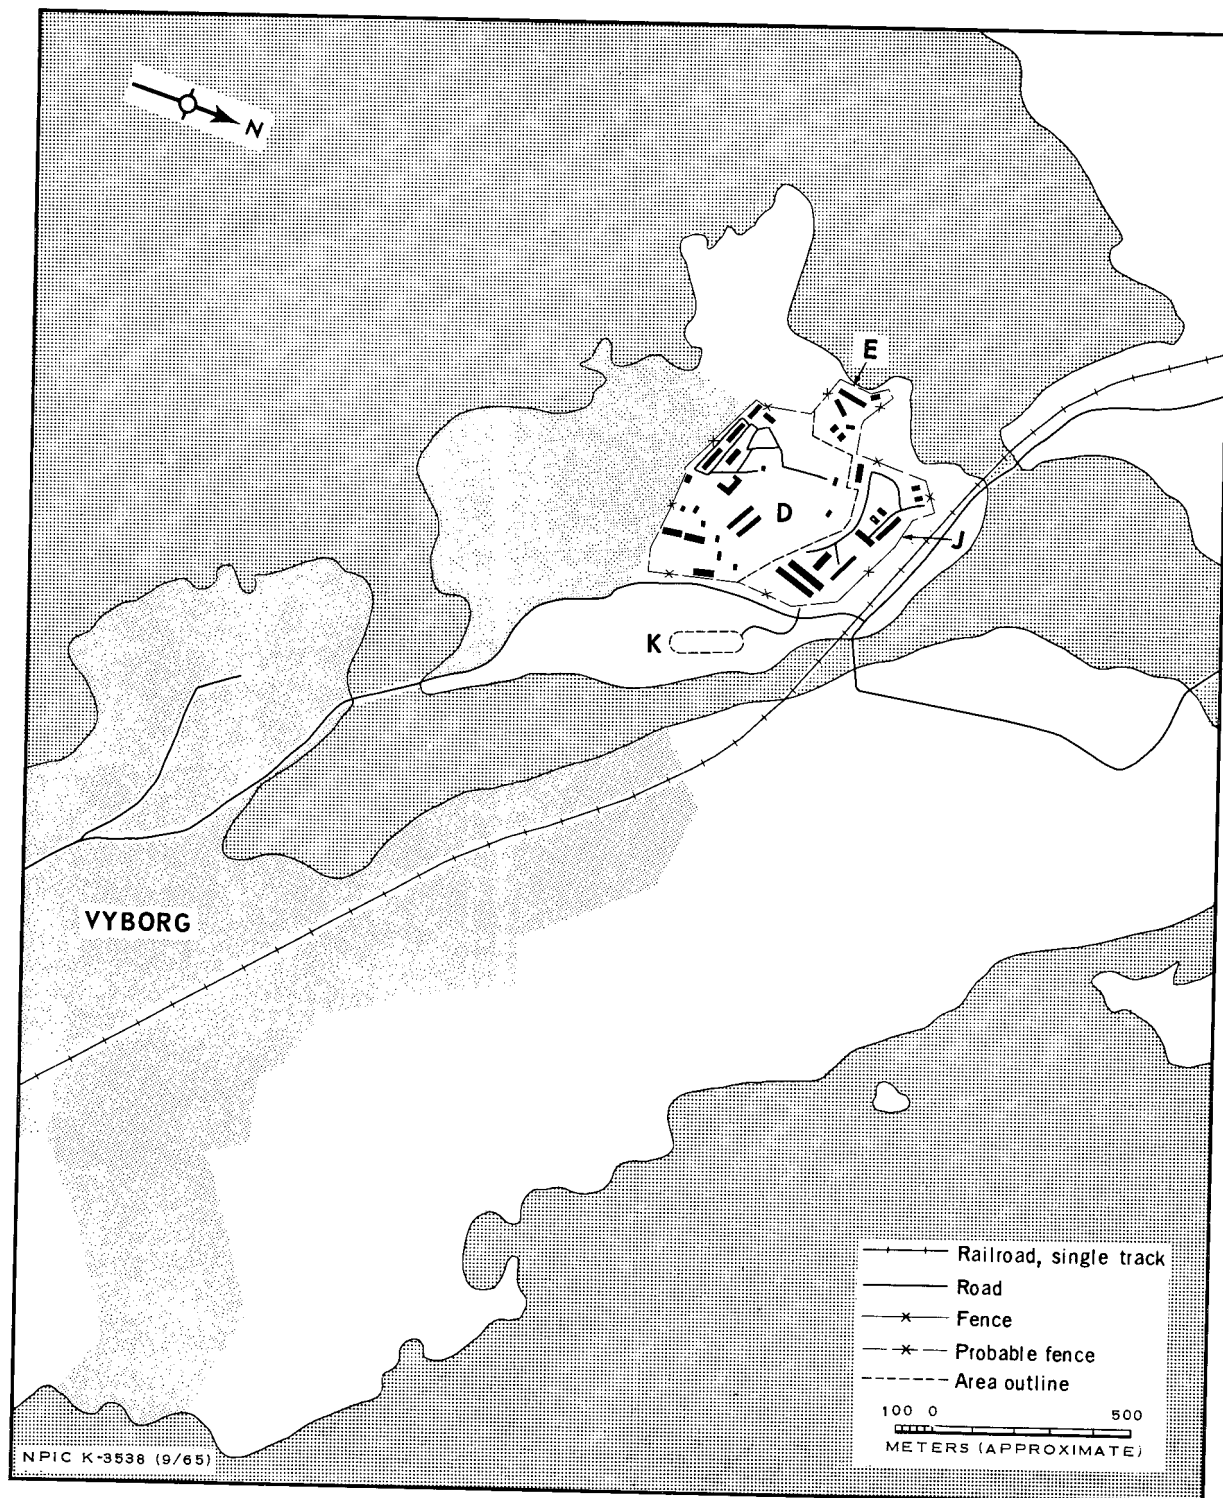 N
E
D
J
K
VYBORG
Railroad, single track
Road
Fence
Probable fence
Area outline
100 0 500
METERS (APPROXIMATE)
NPIC K-3538 (9/65)